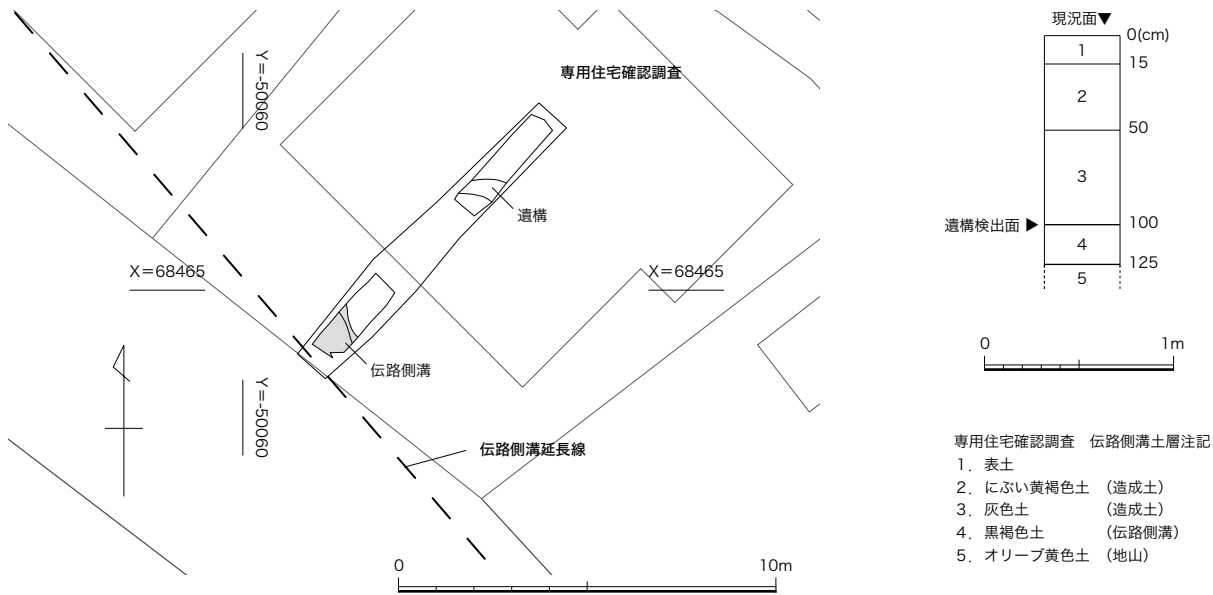 専用住宅確認調査
Y=-50060
遺構
X=68465
X=68465
伝路側溝
Y=-50060
伝路側溝延長線
0 10m
現況面▼
0(cm)
1
15
2
50
3
遺構検出面 ▶ 100
4
125
5
0 1m
専用住宅確認調査 伝路側溝土層注記
1. 表土
2. にぶい黄褐色土 (造成土)
3. 灰色土 (造成土)
4. 黒褐色土 (伝路側溝)
5. オリーブ黄色土 (地山)